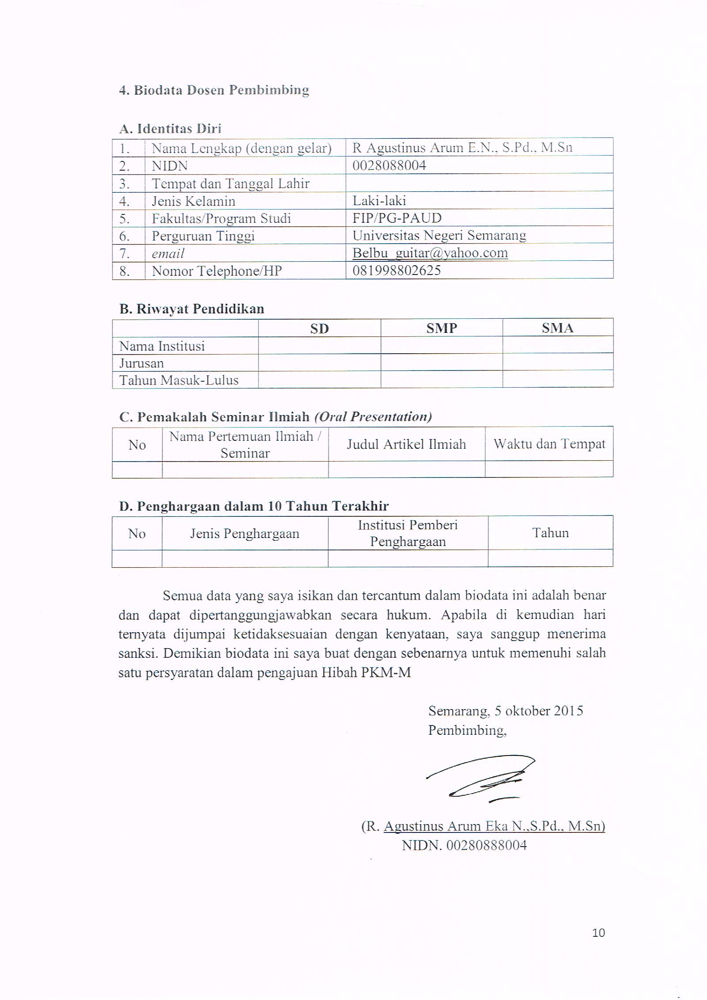 4. Biodata Dosen Pembimbing
A. Identitas Diri
1. Nama Lengkap (dengan gelar) R Agustinus Arum E.N., S.Pd., M.Sn
2. NIDN 0028088004
3. Tempat dan Tanggal Lahir
4. Jenis Kelamin Laki-laki
5. Fakultas/Program Studi FIP/PG-PAUD
6. Perguruan Tinggi Universitas Negeri Semarang
7. email Belbu_guitar@yahoo.com
8. Nomor Telephone/HP 081998802625
B. Riwayat Pendidikan
SD SMP SMA
Nama Institusi
Jurusan
Tahun Masuk-Lulus
C. Pemakalah Seminar Ilmiah (Oral Presentation)
No Nama Pertemuan Ilmiah / Seminar Judul Artikel Ilmiah Waktu dan Tempat
D. Penghargaan dalam 10 Tahun Terakhir
No Jenis Penghargaan Institusi Pemberi Penghargaan Tahun
Semua data yang saya isikan dan tercantum dalam biodata ini adalah benar
dan dapat dipertanggungjawabkan secara hukum. Apabila di kemudian hari
ternyata dijumpai ketidaksesuaian dengan kenyataan, saya sanggup menerima
sanksi. Demikian biodata ini saya buat dengan sebenarnya untuk memenuhi salah
satu persyaratan dalam pengajuan Hibah PKM-M
Semarang, 5 oktober 2015
Pembimbing,
(R. Agustinus Arum Eka N.,S.Pd., M.Sn)
NIDN. 00280888004
10